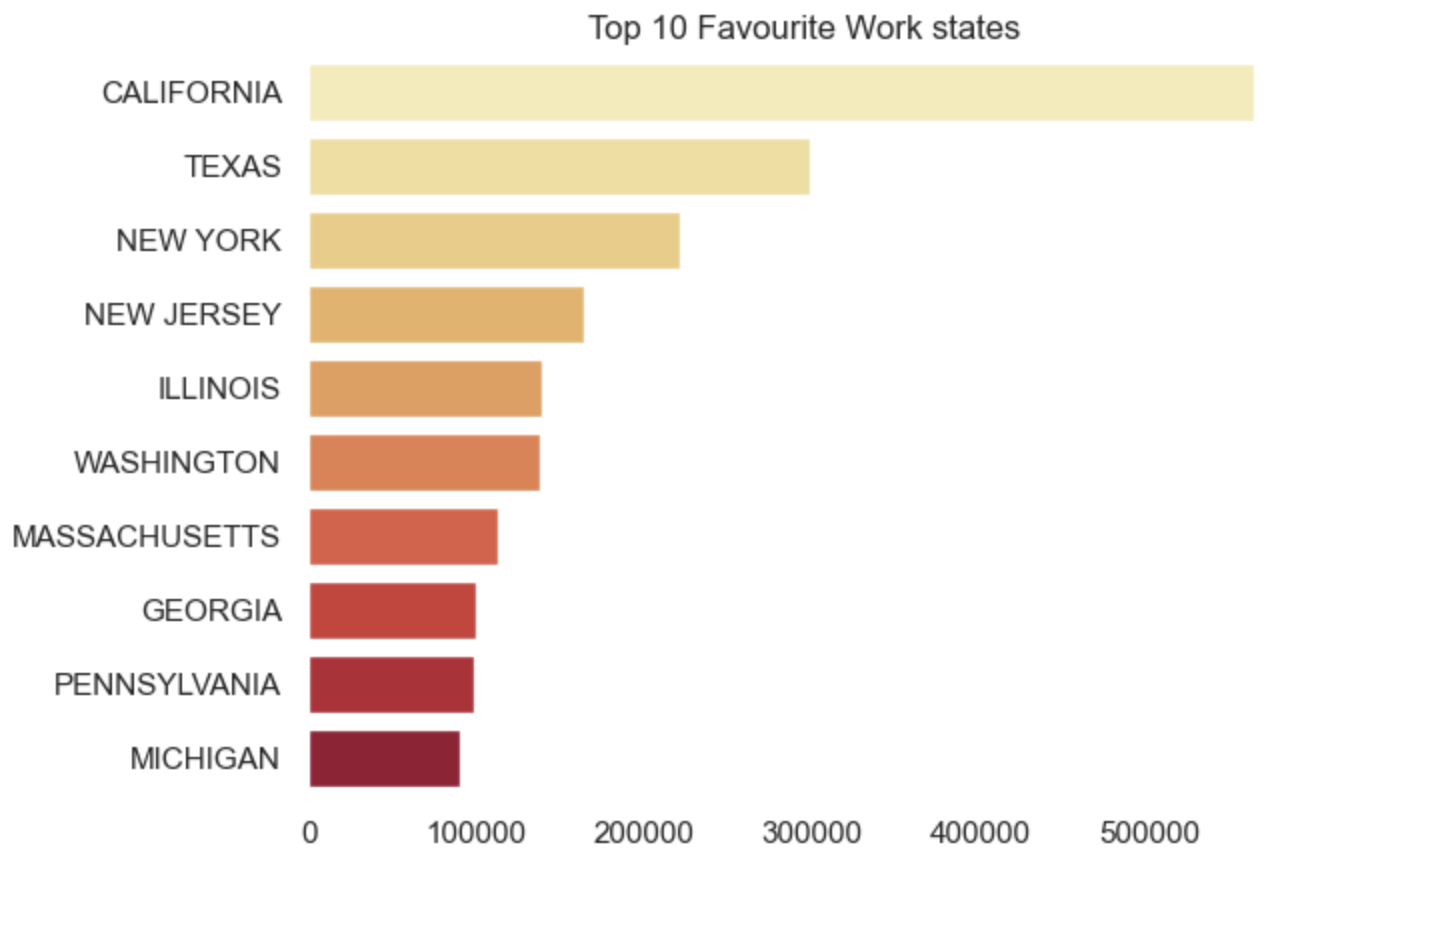 Top 10 Favourite Work states
CALIFORNIA
TEXAS
NEW YORK
NEW JERSEY
ILLINOIS
WASHINGTON
MASSACHUSETTS
GEORGIA
PENNSYLVANIA
MICHIGAN
0 100000 200000 300000 400000 500000